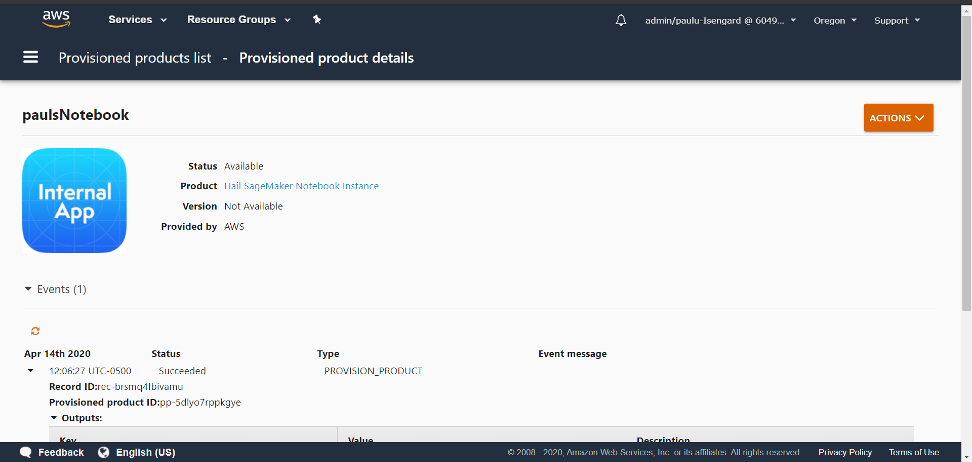 aws Services Resource Groups admin/paulu-Isengard @ 6049... Oregon Support
Provisioned products list - Provisioned product details
paulsNotebook
ACTIONS
Internal
App
Status Available
Product Hail SageMaker Notebook Instance
Version Not Available
Provided by AWS
Events (1)
Apr 14th 2020 Status Type Event message
12:06:27 UTC-0500 Succeeded PROVISION_PRODUCT
Record ID:rec-brsmq4fbivamu
Provisioned product ID:pp-5dlyo7rppkgye
Outputs:
Key Value Description
Feedback English (US) © 2008 - 2020, Amazon Web Services, Inc. or its affiliates. All rights reserved. Privacy Policy Terms of Use